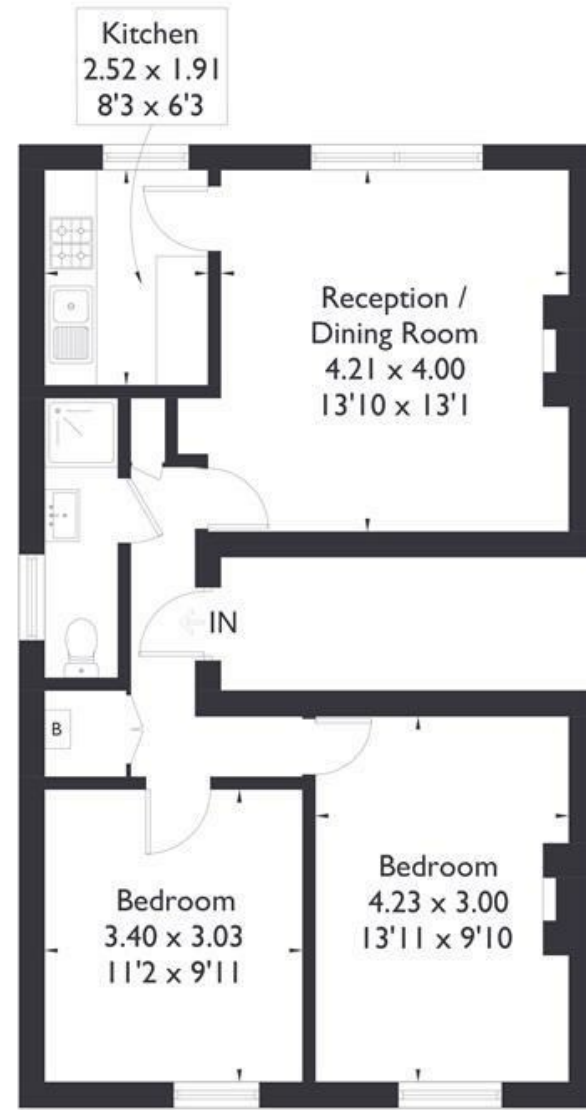 Kitchen
2.52 x 1.91
8'3 x 6'3
Reception /
Dining Room
4.21 x 4.00
13'10 x 13'1
IN
B
Bedroom
3.40 x 3.03
11'2 x 9'11
Bedroom
4.23 x 3.00
13'11 x 9'10